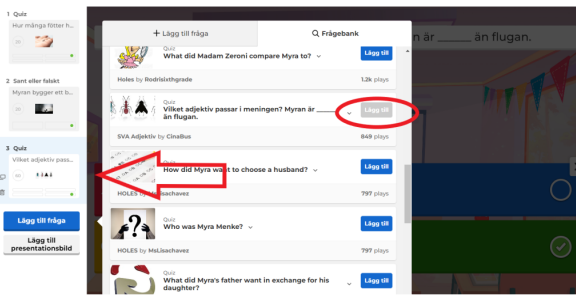 1 Quiz
Hur många fötter h...
2 Sant eller falskt
Myran bygger ett b...
3 Quiz
Vilket adjektiv pass...
Lägg till fråga
Lägg till
presentationsbild
+ Lägg till fråga
Frågebank
Quiz
What did Madam Zeroni compare Myra to?
Lägg till
Holes by Rodrisixthgrade
1.2k plays
Quiz
Vilket adjektiv passar i meningen? Myran är ______
än flugan.
Lägg till
SVA Adjektiv by CinaBus
849 plays
Quiz
How did Myra want to choose a husband?
Lägg till
HOLES by MsLisachavez
797 plays
Quiz
Who was Myra Menke?
Lägg till
HOLES by MsLisachavez
797 plays
Quiz
What did Myra's father want in exchange for his
daughter?
Lägg till
n är ______ än flugan.